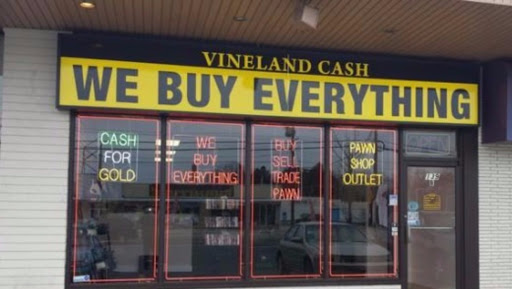 VINELAND CASH
WE BUY EVERYTHING
CASH
FOR
GOLD
WE
BUY
EVERYTHING
BUY
SELL
TRADE
PAWN
PAWN
SHOP
OUTLET